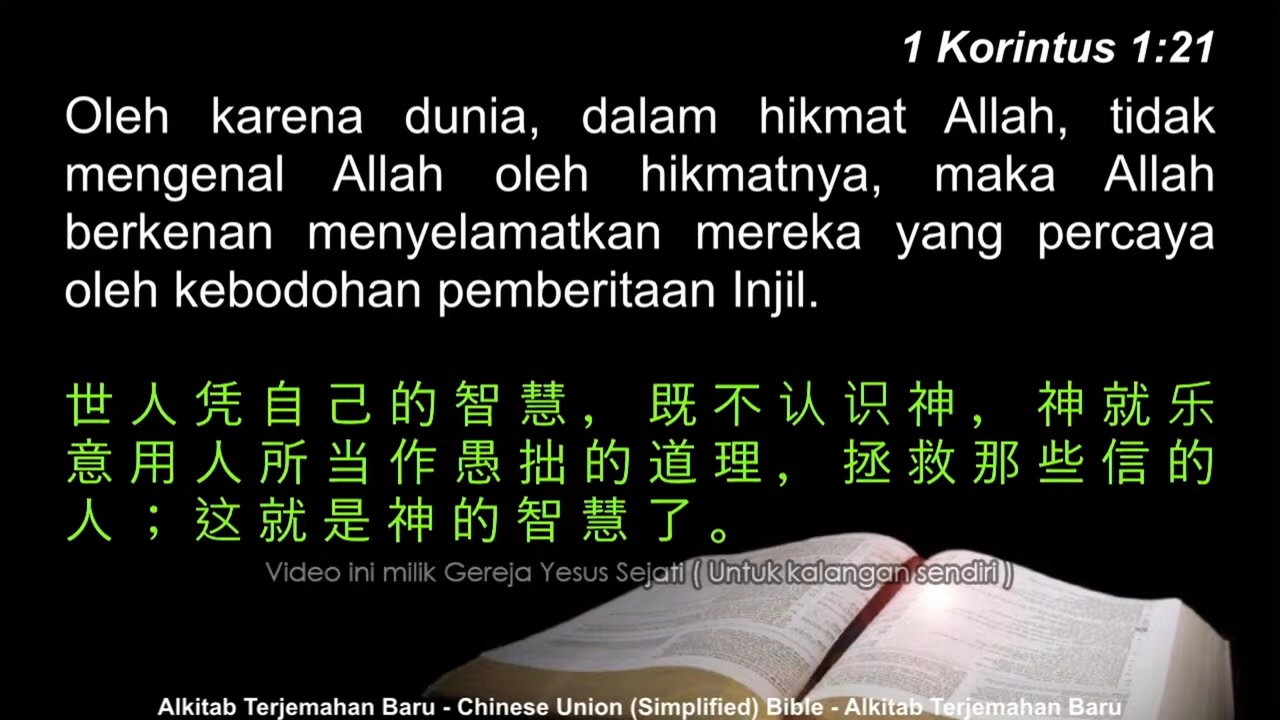 1 Korintus 1:21
Oleh karena dunia, dalam hikmat Allah, tidak
mengenal Allah oleh hikmatnya, maka Allah
berkenan menyelamatkan mereka yang percaya
oleh kebodohan pemberitaan Injil.
世人凭自己的智慧，既不认识神，神就乐
意用人所当作愚拙的道理，拯救那些信的
人；这就是神的智慧了。
Video ini milik Gereja Yesus Sejati ( Untuk kalangan sendiri )
Alkitab Terjemahan Baru - Chinese Union (Simplified) Bible - Alkitab Terjemahan Baru